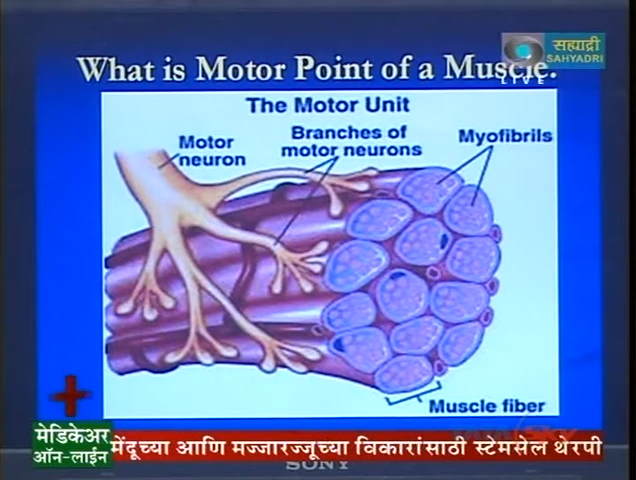 सह्याद्री
SAHYADRI
LIVE
What is Motor Point of a Muscle.
The Motor Unit
Motor
neuron
Branches of
motor neurons
Myofibrils
Muscle fiber
मेडिकेअर
ऑन-लाईन
मेंदूच्या आणि मज्जारज्जूच्या विकारांसाठी स्टेमसेल थेरपी
SONY